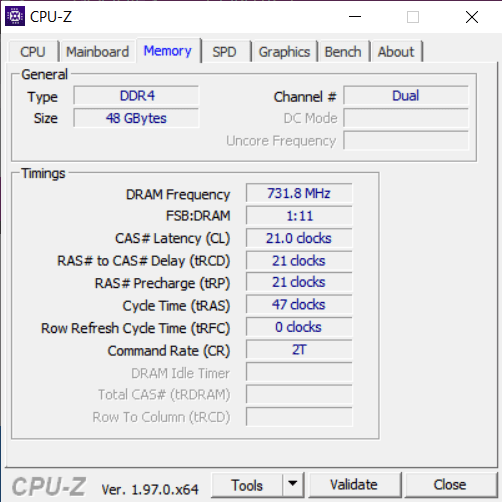 CPU-Z
CPU Mainboard Memory SPD Graphics Bench About
General
Type DDR4 Channel # Dual
Size 48 GBytes DC Mode
Uncore Frequency
Timings
DRAM Frequency 731.8 MHz
FSB:DRAM 1:11
CAS# Latency (CL) 21.0 clocks
RAS# to CAS# Delay (tRCD) 21 clocks
RAS# Precharge (tRP) 21 clocks
Cycle Time (tRAS) 47 clocks
Row Refresh Cycle Time (tRFC) 0 clocks
Command Rate (CR) 2T
DRAM Idle Timer
Total CAS# (tRDRAM)
Row To Column (tRCD)
CPU-Z Ver. 1.97.0.x64 Tools Validate Close